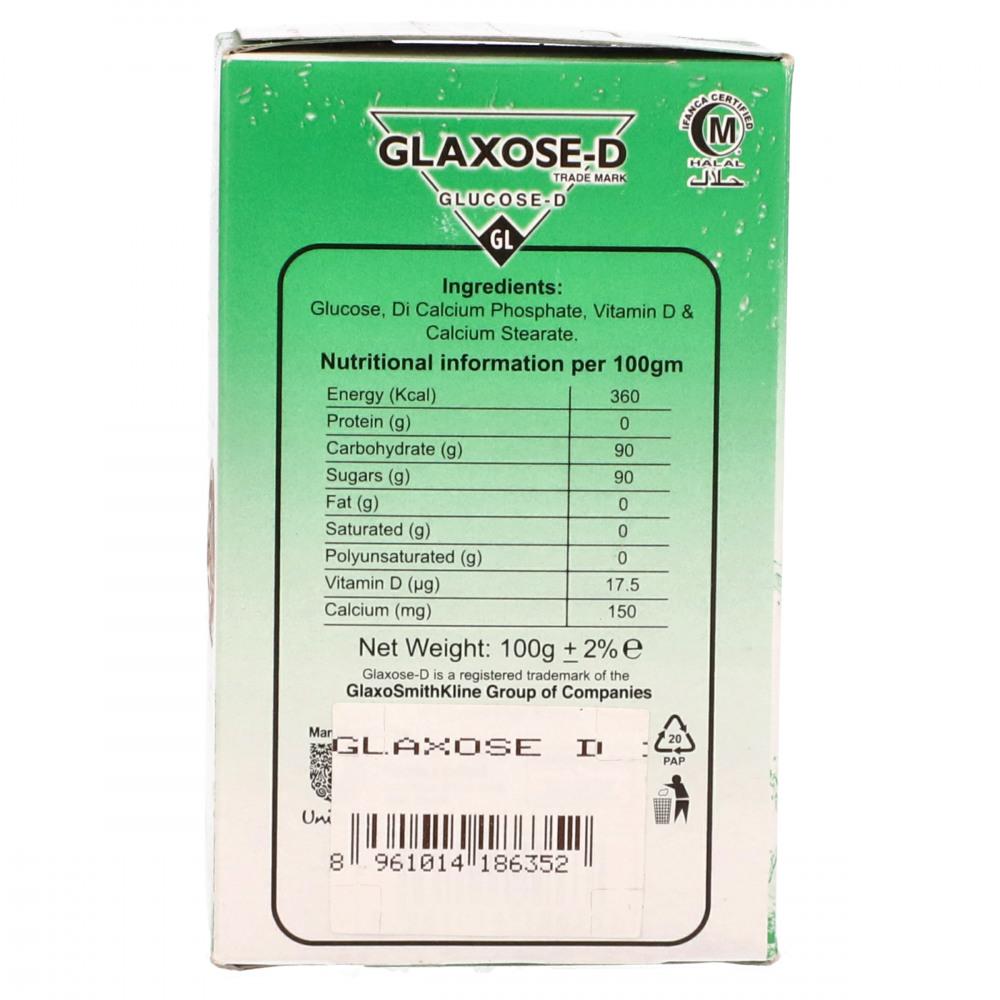 IFANCA CERTIFIED
M
HALAL
حلال
GLAXOSE-D
TRADE MARK
GLUCOSE-D
GL
Ingredients:
Glucose, Di Calcium Phosphate, Vitamin D &
Calcium Stearate.
Nutritional information per 100gm
Energy (Kcal) 360
Protein (g) 0
Carbohydrate (g) 90
Sugars (g) 90
Fat (g) 0
Saturated (g) 0
Polyunsaturated (g) 0
Vitamin D (µg) 17.5
Calcium (mg) 150
Net Weight: 100g ± 2% ℮
Glaxose-D is a registered trademark of the
GlaxoSmithKline Group of Companies
GLAXOSE D
20
PAP
8 961014 186352